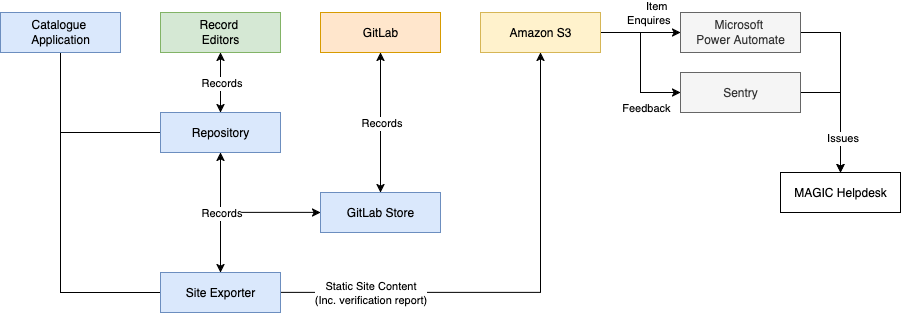 Catalogue
Application
Record
Editors
GitLab
Amazon S3
Item
Enquires
Microsoft
Power Automate
Records
Sentry
Feedback
Records
Repository
Issues
MAGIC Helpdesk
Records
GitLab Store
Site Exporter
Static Site Content
(Inc. verification report)